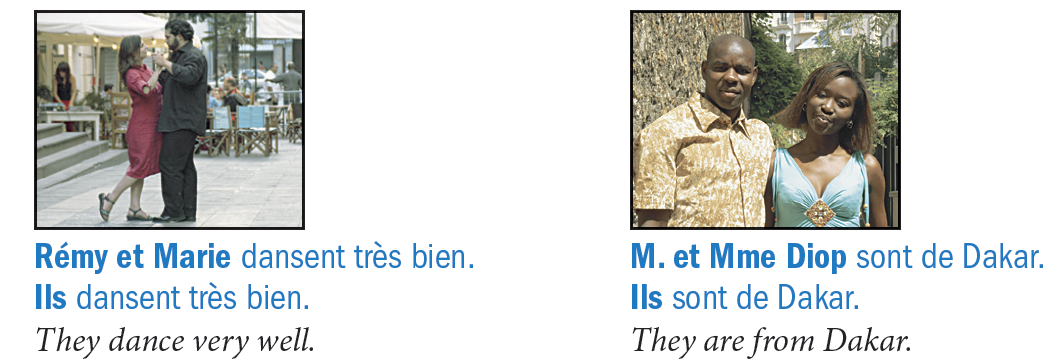 Rémy et Marie dansent très bien.
Ils dansent très bien.
They dance very well.
M. et Mme Diop sont de Dakar.
Ils sont de Dakar.
They are from Dakar.